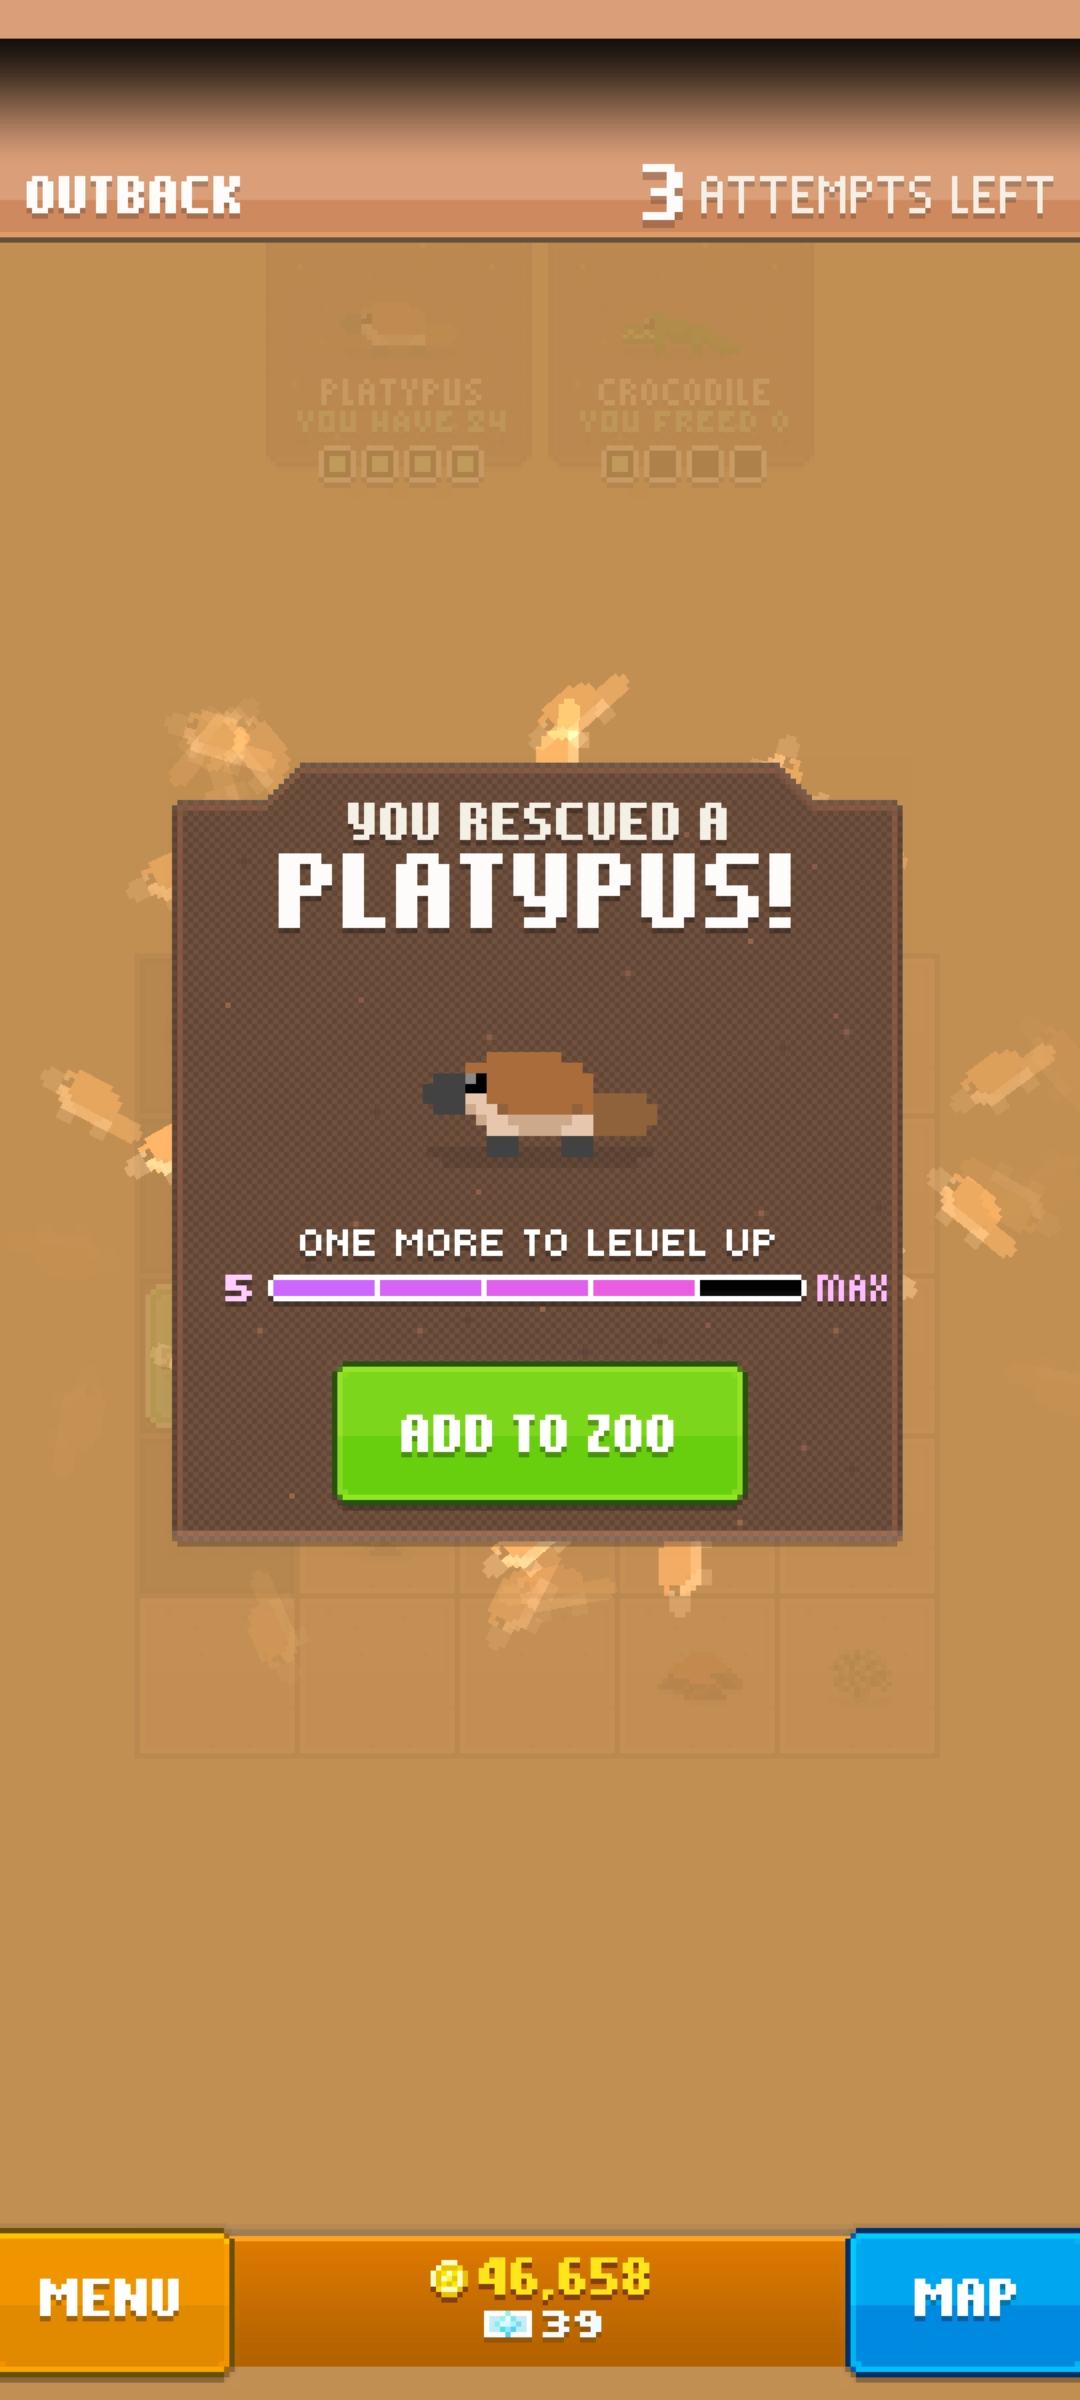 OUTBACK
3 ATTEMPTS LEFT
PLATYPUS
YOU HAVE 24
CROCODILE
YOU FREED 0
YOU RESCUED A
PLATYPUS!
ONE MORE TO LEVEL UP
5 MAX
ADD TO ZOO
MENU
46,658
39
MAP